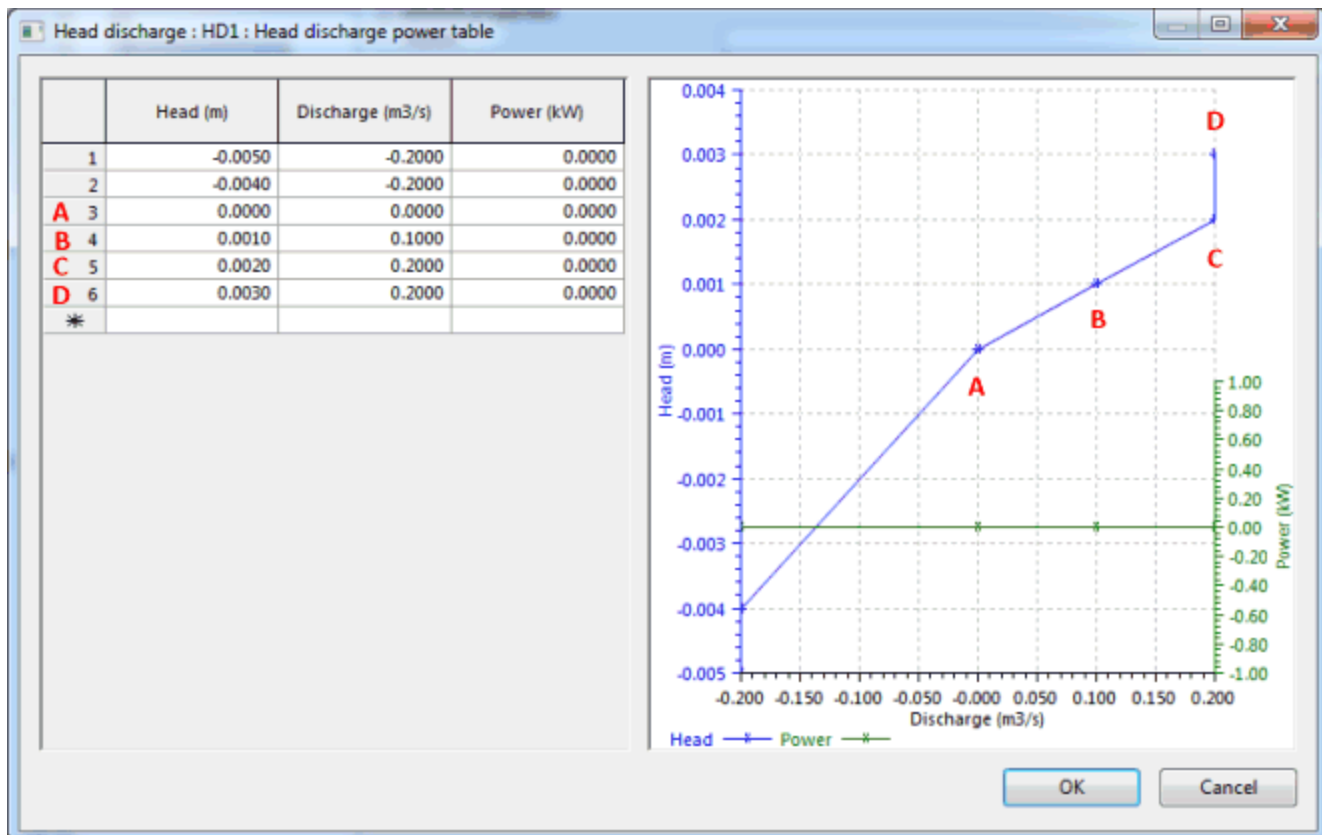 Head discharge : HD1 : Head discharge power table
Head (m) Discharge (m3/s) Power (kW)
1 -0.0050 -0.2000 0.0000
2 -0.0040 -0.2000 0.0000
A 3 0.0000 0.0000 0.0000
B 4 0.0010 0.1000 0.0000
C 5 0.0020 0.2000 0.0000
D 6 0.0030 0.2000 0.0000
*
0.004
D
0.003
0.002
C
0.001
B
0.000
A
Head (m)
-0.001
-0.002
-0.003
-0.004
-0.005
1.00
0.80
0.60
0.40
0.20
0.00
-0.20
-0.40
-0.60
-0.80
-1.00
Power (kW)
-0.200 -0.150 -0.100 -0.050 -0.000 0.050 0.100 0.150 0.200
Discharge (m3/s)
Head Power
OK Cancel